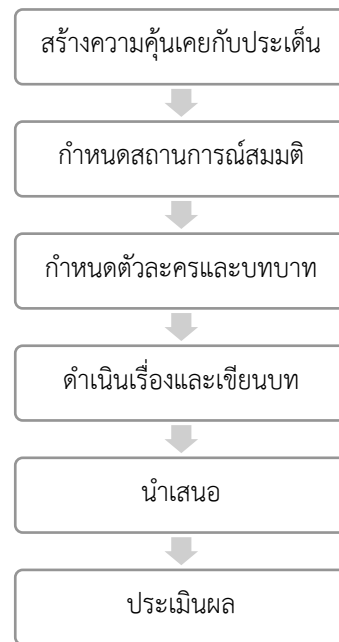 สร้างความคุ้นเคยกับประเด็น
กำหนดสถานการณ์สมมติ
กำหนดตัวละครและบทบาท
ดำเนินเรื่องและเขียนบท
นำเสนอ
ประเมินผล